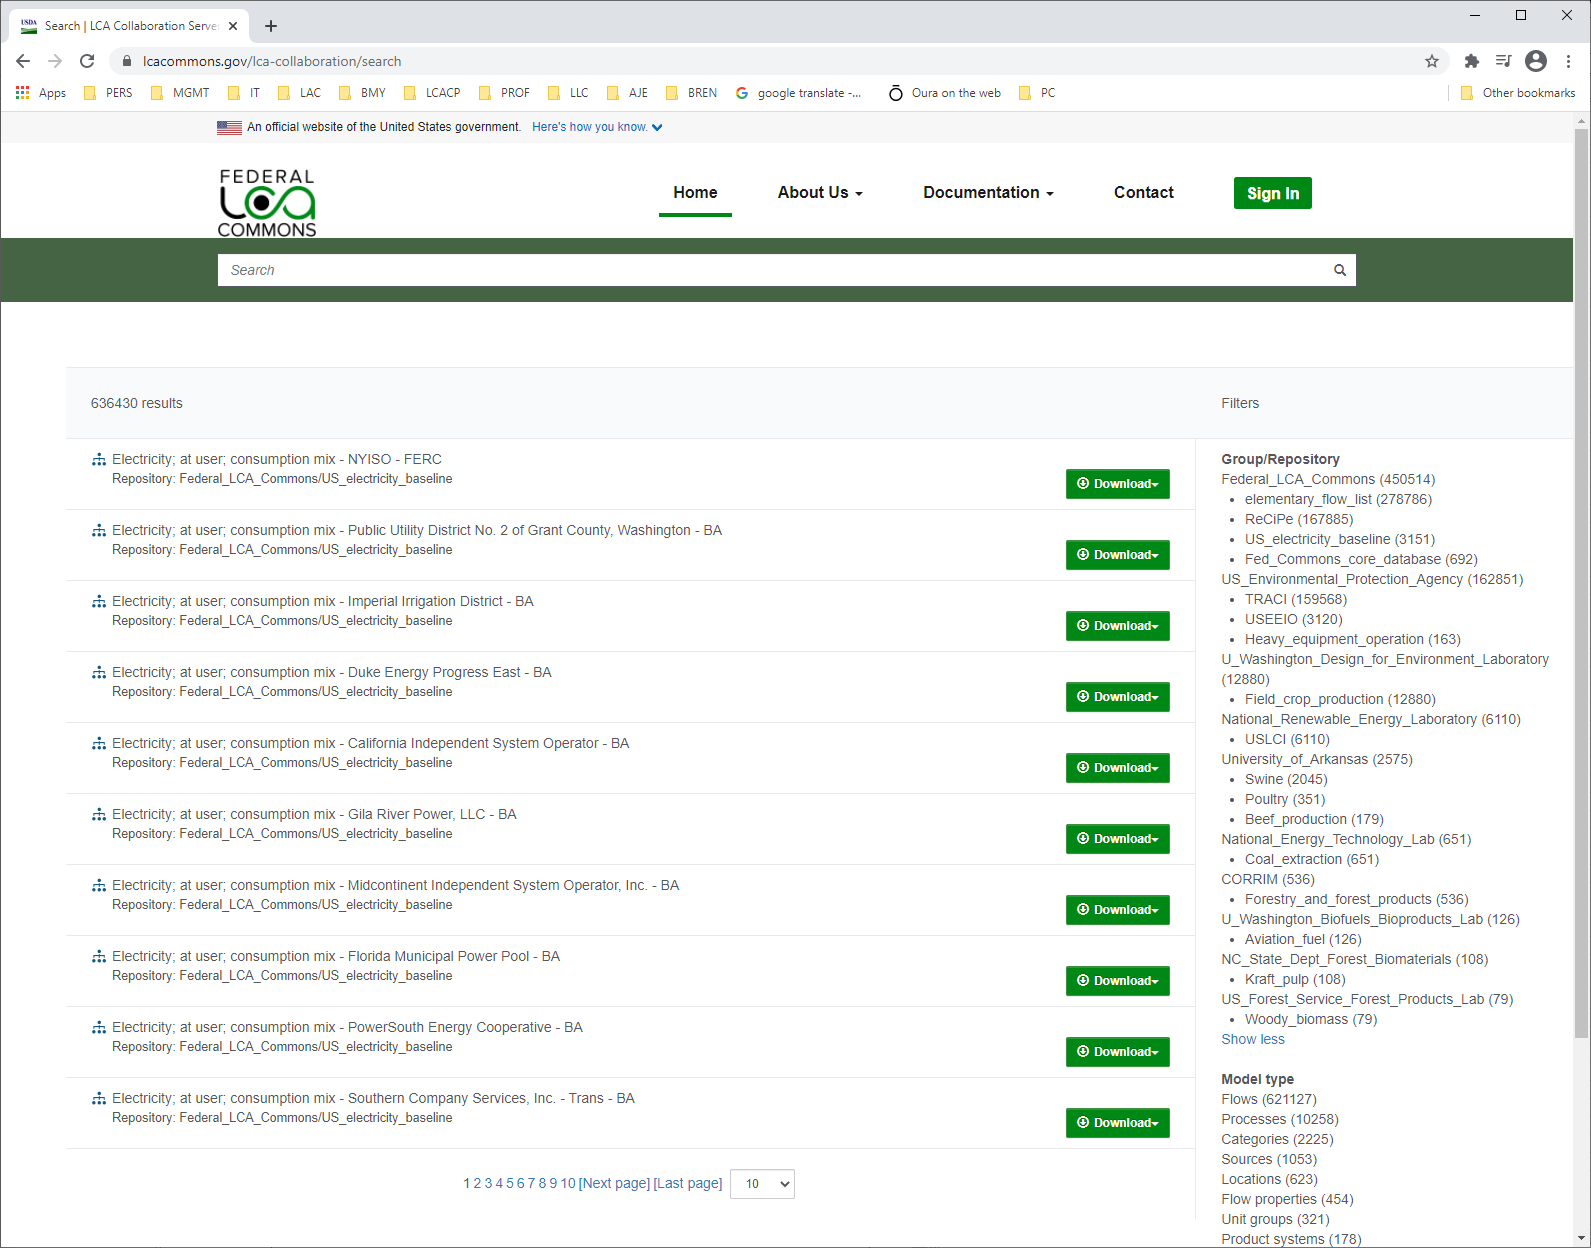 Search | LCA Collaboration Serve
lcacommons.gov/lca-collaboration/search
Apps PERS MGMT IT LAC BMY LCACP PROF LLC AJE BREN google translate -... Oura on the web PC Other bookmarks
An official website of the United States government. Here's how you know.
FEDERAL
LCA
COMMONS
Home About Us Documentation Contact Sign In
Search
636430 results
Electricity; at user; consumption mix - NYISO - FERC
Repository: Federal_LCA_Commons/US_electricity_baseline
Download
Electricity; at user; consumption mix - Public Utility District No. 2 of Grant County, Washington - BA
Repository: Federal_LCA_Commons/US_electricity_baseline
Download
Electricity; at user; consumption mix - Imperial Irrigation District - BA
Repository: Federal_LCA_Commons/US_electricity_baseline
Download
Electricity; at user; consumption mix - Duke Energy Progress East - BA
Repository: Federal_LCA_Commons/US_electricity_baseline
Download
Electricity; at user; consumption mix - California Independent System Operator - BA
Repository: Federal_LCA_Commons/US_electricity_baseline
Download
Electricity; at user; consumption mix - Gila River Power, LLC - BA
Repository: Federal_LCA_Commons/US_electricity_baseline
Download
Electricity; at user; consumption mix - Midcontinent Independent System Operator, Inc. - BA
Repository: Federal_LCA_Commons/US_electricity_baseline
Download
Electricity; at user; consumption mix - Florida Municipal Power Pool - BA
Repository: Federal_LCA_Commons/US_electricity_baseline
Download
Electricity; at user; consumption mix - PowerSouth Energy Cooperative - BA
Repository: Federal_LCA_Commons/US_electricity_baseline
Download
Electricity; at user; consumption mix - Southern Company Services, Inc. - Trans - BA
Repository: Federal_LCA_Commons/US_electricity_baseline
Download
1 2 3 4 5 6 7 8 9 10 [Next page] [Last page] 10
Filters
Group/Repository
Federal_LCA_Commons (450514)
elementary_flow_list (278786)
ReCiPe (167885)
US_electricity_baseline (3151)
Fed_Commons_core_database (692)
US_Environmental_Protection_Agency (162851)
TRACI (159568)
USEEIO (3120)
Heavy_equipment_operation (163)
U_Washington_Design_for_Environment_Laboratory
(12880)
Field_crop_production (12880)
National_Renewable_Energy_Laboratory (6110)
USLCI (6110)
University_of_Arkansas (2575)
Swine (2045)
Poultry (351)
Beef_production (179)
National_Energy_Technology_Lab (651)
Coal_extraction (651)
CORRIM (536)
Forestry_and_forest_products (536)
U_Washington_Biofuels_Bioproducts_Lab (126)
Aviation_fuel (126)
NC_State_Dept_Forest_Biomaterials (108)
Kraft_pulp (108)
US_Forest_Service_Forest_Products_Lab (79)
Woody_biomass (79)
Show less
Model type
Flows (621127)
Processes (10258)
Categories (2225)
Sources (1053)
Locations (623)
Flow properties (454)
Unit groups (321)
Product systems (178)